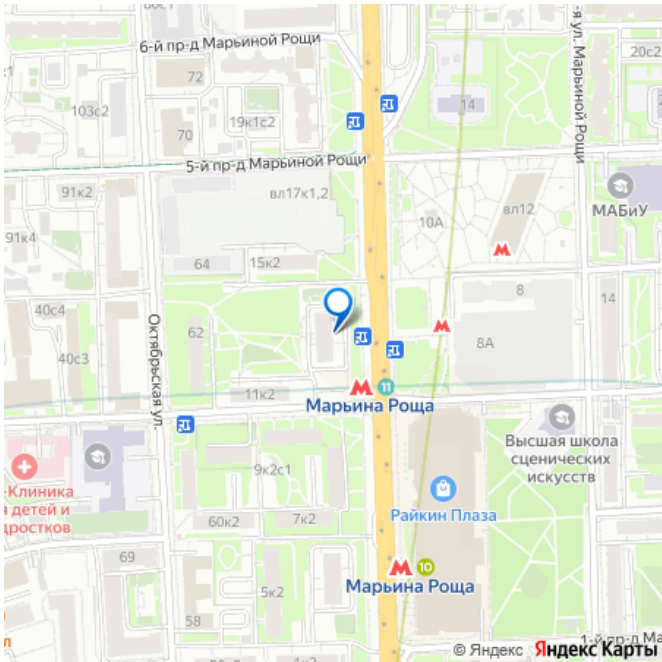 6-й пр-д Марьиной Рощи
72
20с2
103с2
14
19к1с2
70
-я ул. Марьиной Рощи
5-й пр-д Марьиной Рощи
91к2
вл17к1,2
МАБиУ
вл12
10А
91к4
64
15к2
8
14
40с4
Октябрьская ул.
62
8А
40с3
11к2
11
Марьина Роща
Высшая школа
сценических
искусств
9к2с1
-Клиника
я детей и
дростков
Райкин Плаза
60к2
7к2
69
10
Марьина Роща
5к2
58
л
1-й пр-д Ма
© Яндекс Яндекс Карты